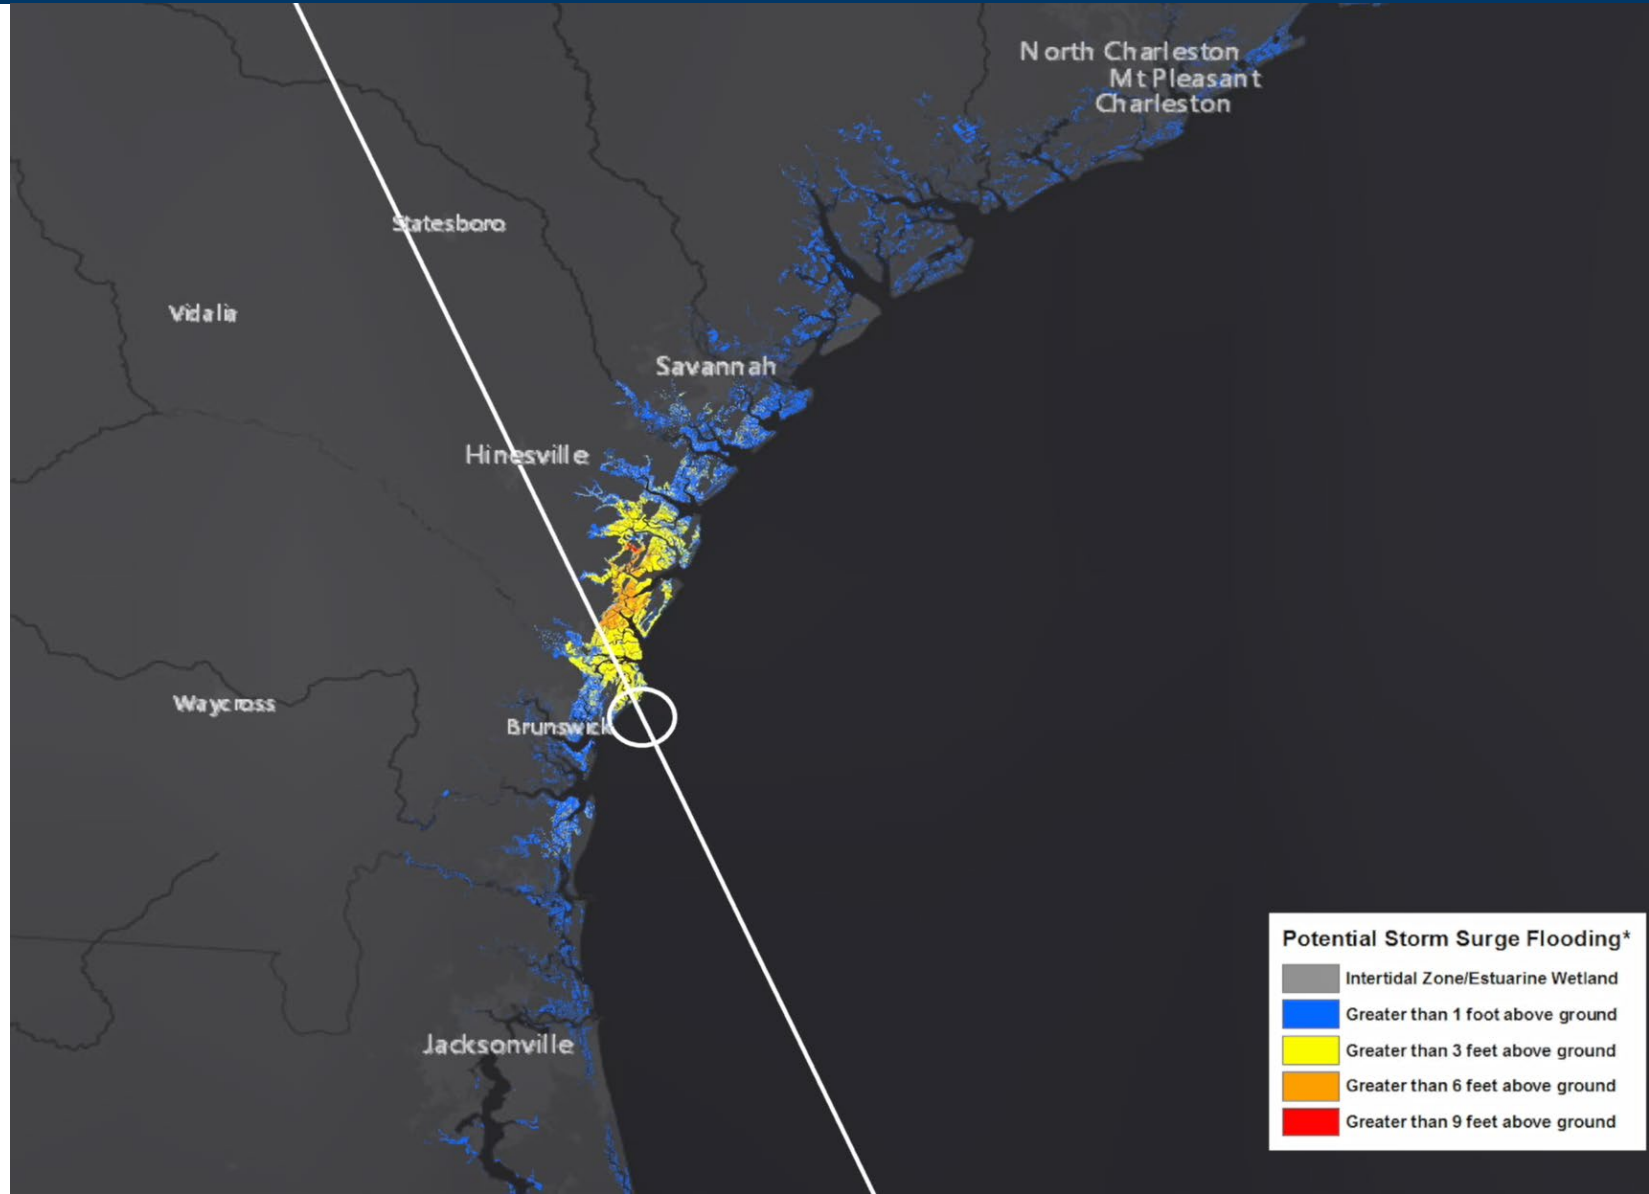 North Charleston
Mt Pleasant
Charleston
Statesboro
Vidalia
Savannah
Hinesville
Waycross
Brunswick
Jacksonville
Potential Storm Surge Flooding*
Intertidal Zone/Estuarine Wetland
Greater than 1 foot above ground
Greater than 3 feet above ground
Greater than 6 feet above ground
Greater than 9 feet above ground